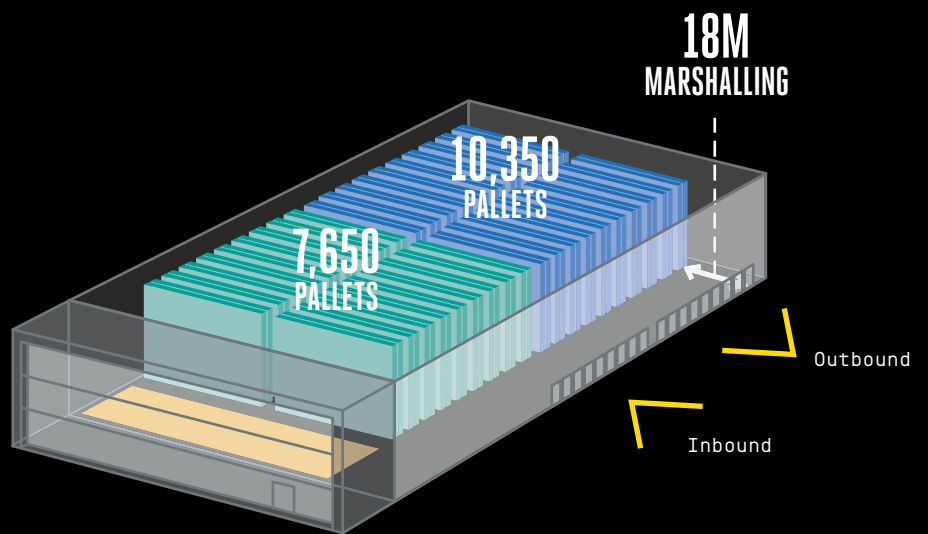 18M
MARSHALLING
10,350
PALLETS
7,650
PALLETS
Outbound
Inbound